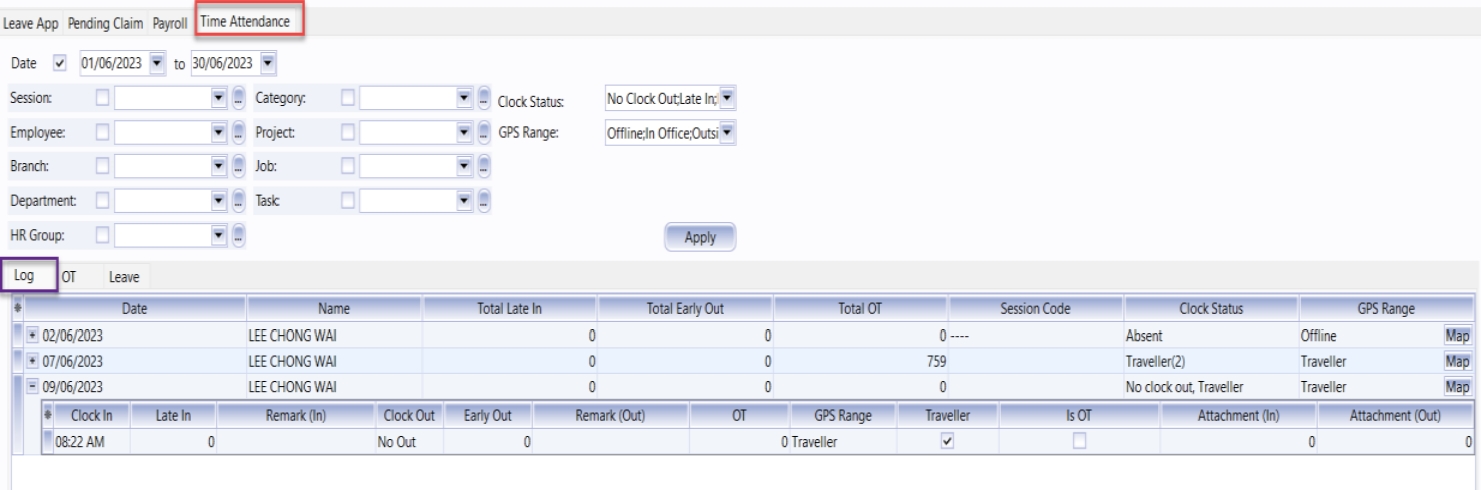 Leave App Pending Claim Payroll Time Attendance
Date 01/06/2023 to 30/06/2023
Session: ... Category: ... Clock Status: No Clock Out;Late In;
Employee: ... Project: ... GPS Range: Offline;In Office;Outsi
Branch: ... Job: ...
Department: ... Task: ...
HR Group: ... Apply
Log OT Leave
Date Name Total Late In Total Early Out Total OT Session Code Clock Status GPS Range
02/06/2023 LEE CHONG WAI 0 0 0 ---- Absent Offline Map
07/06/2023 LEE CHONG WAI 0 0 759 Traveller(2) Traveller Map
09/06/2023 LEE CHONG WAI 0 0 0 No clock out, Traveller Traveller Map
Clock In Late In Remark (In) Clock Out Early Out Remark (Out) OT GPS Range Traveller Is OT Attachment (In) Attachment (Out)
08:22 AM 0 No Out 0 0 Traveller 0 0